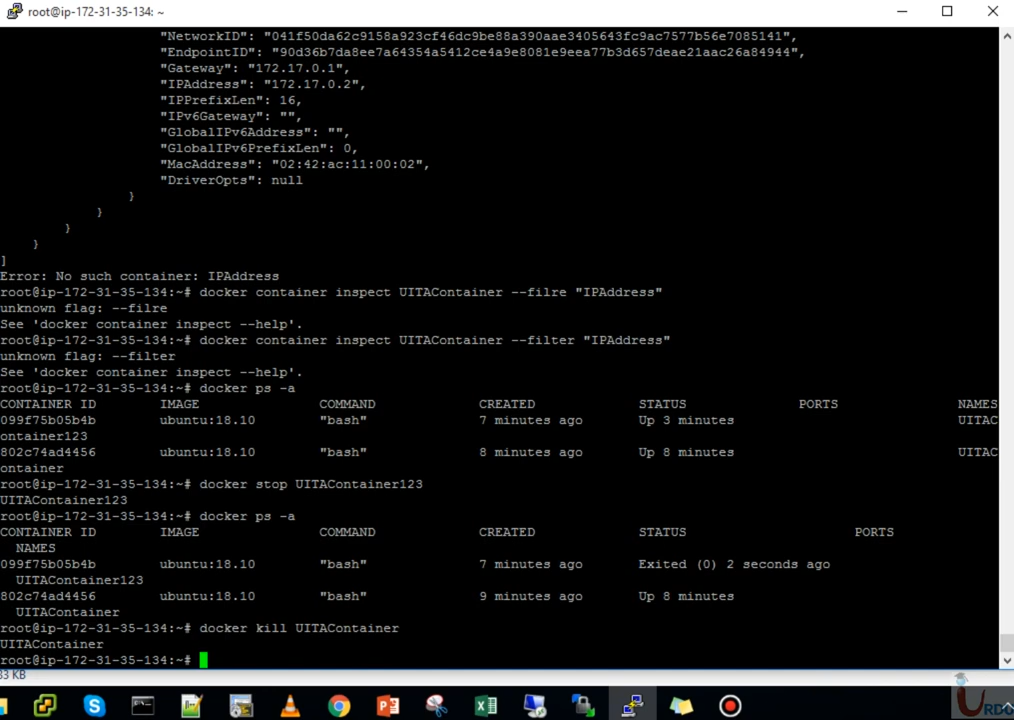 root@ip-172-31-35-134: ~
"NetworkID": "041f50da62c9158a923cf46dc9be88a390aae3405643fc9ac7577b56e7085141",
"EndpointID": "90d36b7da8ee7a64354a5412ce4a9e8081e9eea77b3d657deae21aac26a84944",
"Gateway": "172.17.0.1",
"IPAddress": "172.17.0.2",
"IPPrefixLen": 16,
"IPv6Gateway": "",
"GlobalIPv6Address": "",
"GlobalIPv6PrefixLen": 0,
"MacAddress": "02:42:ac:11:00:02",
"DriverOpts": null
}
}
}
}
]
Error: No such container: IPAddress
root@ip-172-31-35-134:~# docker container inspect UITAContainer --filre "IPAddress"
unknown flag: --filre
See 'docker container inspect --help'.
root@ip-172-31-35-134:~# docker container inspect UITAContainer --filter "IPAddress"
unknown flag: --filter
See 'docker container inspect --help'.
root@ip-172-31-35-134:~# docker ps -a
CONTAINER ID IMAGE COMMAND CREATED STATUS PORTS NAMES
099f75b05b4b ubuntu:18.10 "bash" 7 minutes ago Up 3 minutes UITAC
ontainer123
802c74ad4456 ubuntu:18.10 "bash" 8 minutes ago Up 8 minutes UITAC
ontainer
root@ip-172-31-35-134:~# docker stop UITAContainer123
UITAContainer123
root@ip-172-31-35-134:~# docker ps -a
CONTAINER ID IMAGE COMMAND CREATED STATUS PORTS
NAMES
099f75b05b4b ubuntu:18.10 "bash" 7 minutes ago Exited (0) 2 seconds ago
UITAContainer123
802c74ad4456 ubuntu:18.10 "bash" 9 minutes ago Up 8 minutes
UITAContainer
root@ip-172-31-35-134:~# docker kill UITAContainer
UITAContainer
root@ip-172-31-35-134:~#
33 KB
URDU